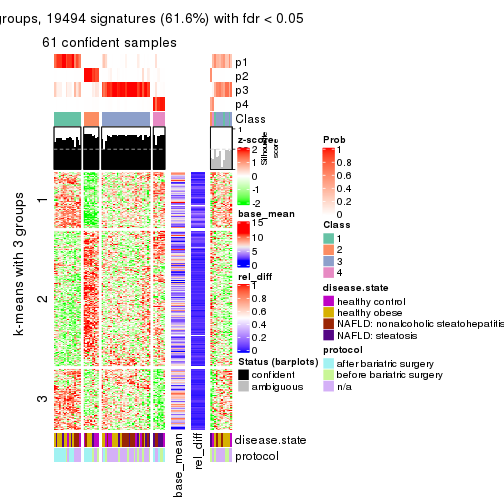 groups, 19494 signatures (61.6%) with fdr < 0.05
61 confident samples
p1
p2
p3
p4
Class
1
Silhouette score
k-means with 3 groups
1
2
3
z-score
2
1
0
-1
-2
base_mean
15
10
5
0
rel_diff
1
0.8
0.6
0.4
0.2
0
Status (barplots)
confident
ambiguous
Prob
1
0.8
0.6
0.4
0.2
0
Class
1
2
3
4
disease.state
healthy control
healthy obese
NAFLD: nonalcoholic steatohepatitis
NAFLD: steatosis
protocol
after bariatric surgery
before bariatric surgery
n/a
disease.state
protocol
base_mean
rel_diff